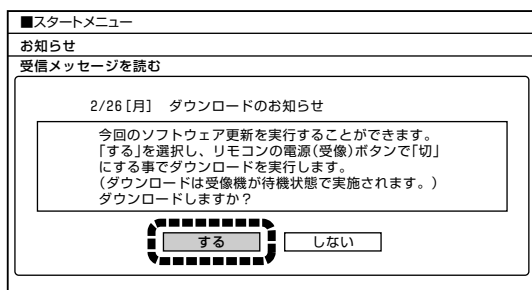 ■スタートメニュー
お知らせ
受信メッセージを読む
2/26[月] ダウンロードのお知らせ
今回のソフトウェア更新を実行することができます。
「する」を選択し、リモコンの電源(受像)ボタンで「切」
にする事でダウンロードを実行します。
(ダウンロードは受像機が待機状態で実施されます。)
ダウンロードしますか？
する しない